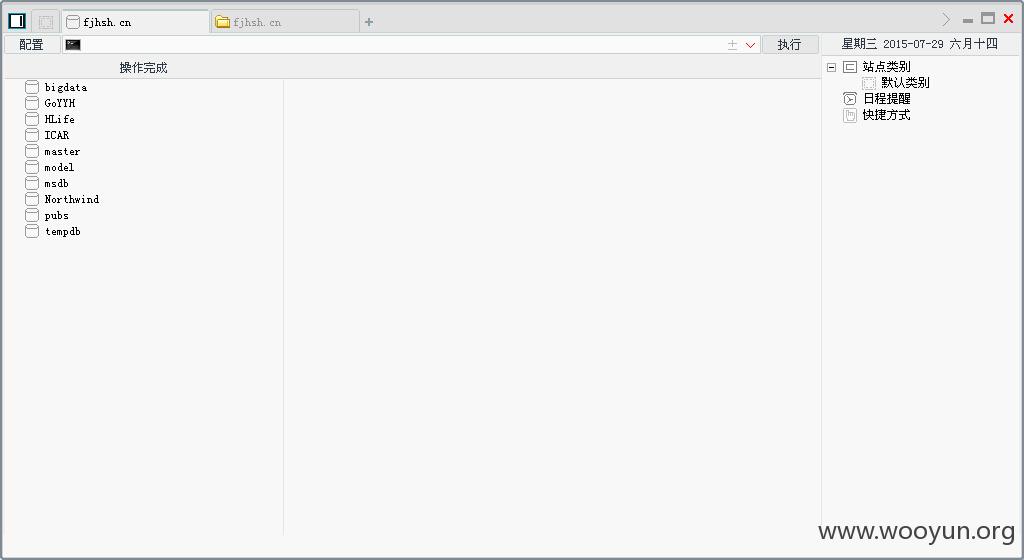 fjhsh.cn
fjhsh.cn
配置
执行
星期三 2015-07-29 六月十四
操作完成
bigdata
GoYYH
HLife
ICAR
master
model
msdb
Northwind
pubs
tempdb
站点类别
默认类别
日程提醒
快捷方式
www.wooyun.org